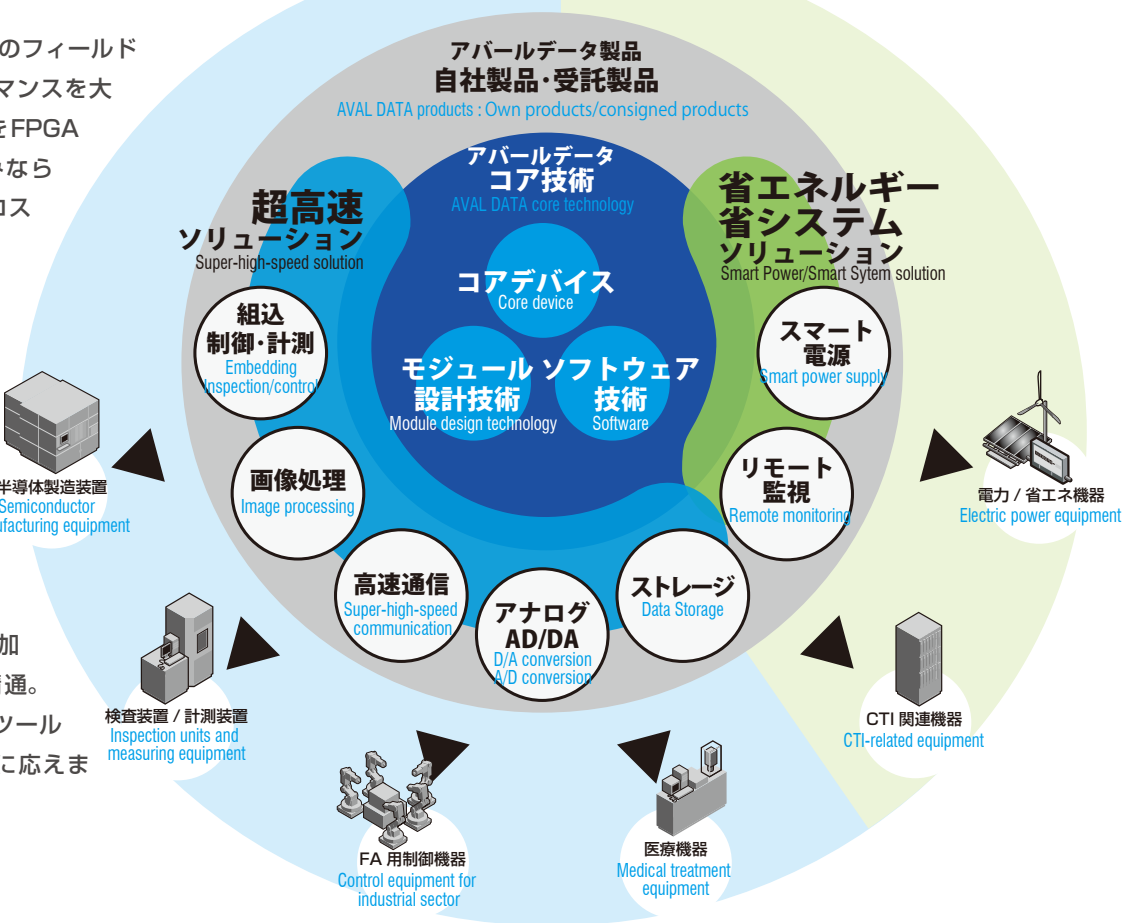 のフィールド
マンスを大
をFPGA
なら
コス
アバールデータ製品
自社製品･受託製品
AVAL DATA products : Own products/consigned products
アバールデータ
コア技術
AVAL DATA core technology
コアデバイス
Core device
モジュール
設計技術
Module design technology
ソフトウェア
技術
Software
超高速
ソリューション
Super-high-speed solution
省エネルギー
省システム
ソリューション
Smart Power/Smart Sytem solution
組込
制御･計測
Embedding
Inspection/control
画像処理
Image processing
高速通信
Super-high-speed
communication
アナログ
AD/DA
D/A conversion
A/D conversion
ストレージ
Data Storage
リモート
監視
Remote monitoring
スマート
電源
Smart power supply
半導体製造装置
Semiconductor
ufacturing equipment
検査装置 / 計測装置
Inspection units and
measuring equipment
FA 用制御機器
Control equipment for
industrial sector
医療機器
Medical treatment
equipment
CTI 関連機器
CTI-related equipment
電力 / 省エネ機器
Electric power equipment
加
通。
ツール
に応えま